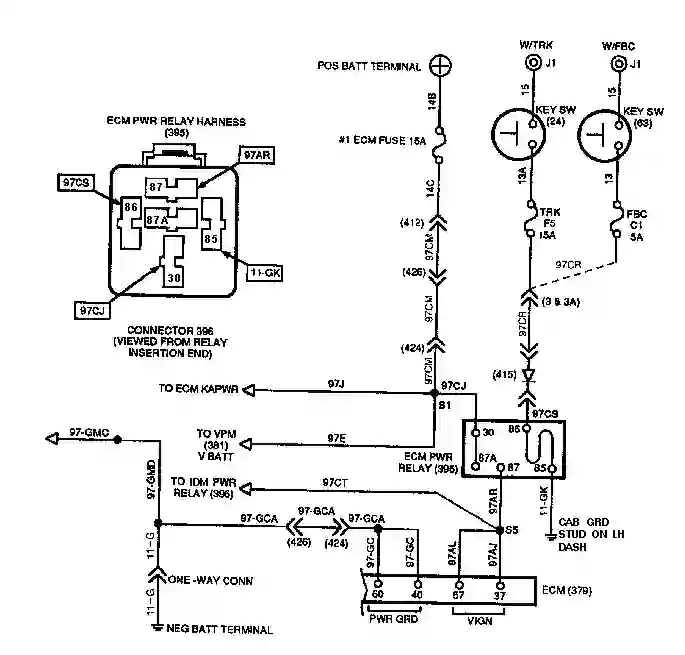 W/TRK
W/FBC
POS BATT TERMINAL
J1
J1
14B
15
15
ECM PWR RELAY HARNESS
(395)
KEY SW
(24)
KEY SW
(63)
#1 ECM FUSE 15A
97AR
97CS
87
86
87A
85
30
11-GK
97CJ
14C
13A
13
TRK
F5
15A
FBC
C1
5A
(412)
97CM
97CR
(426)
(3 & 3A)
97CM
97CR
CONNECTOR 396
(VIEWED FROM RELAY
INSERTION END)
(424)
97CM
(415)
TO ECM KAPWR
97J
97CJ
S1
97CS
97-GMC
TO VPM
(381)
V BATT
97E
ECM PWR
RELAY (395)
30
86
87A
87
85
97-GMD
TO IDM PWR
RELAY (396)
97CT
97AR
11-GK
97-GCA
97-GCA
97-GCA
(426)
(424)
S5
CAB GRD
STUD ON LH
DASH
11-G
97-GC
97-GC
97AL
97AJ
ONE-WAY CONN
11-G
60
40
67
37
ECM (379)
PWR GRD
VIGN
NEG BATT TERMINAL